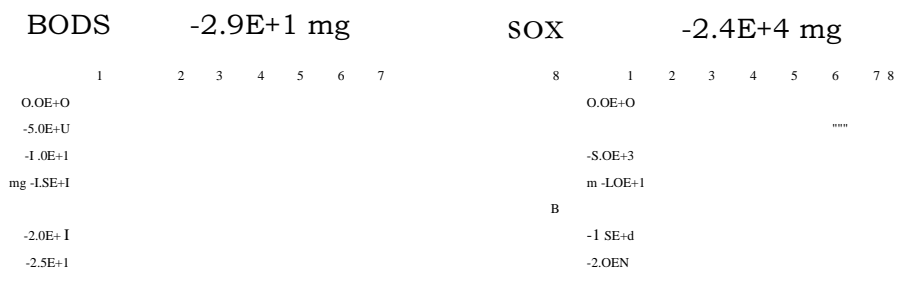 BODS -2.9E+1 mg SOX -2.4E+4 mg
1 2 3 4 5 6 7 8 1 2 3 4 5 6 7 8
O.OE+O O.OE+O
-5.0E+U """
-I .0E+1 -S.OE+3
mg -I.SE+I m -LOE+1
B
-2.0E+ I -1 SE+d
-2.5E+1 -2.OEN